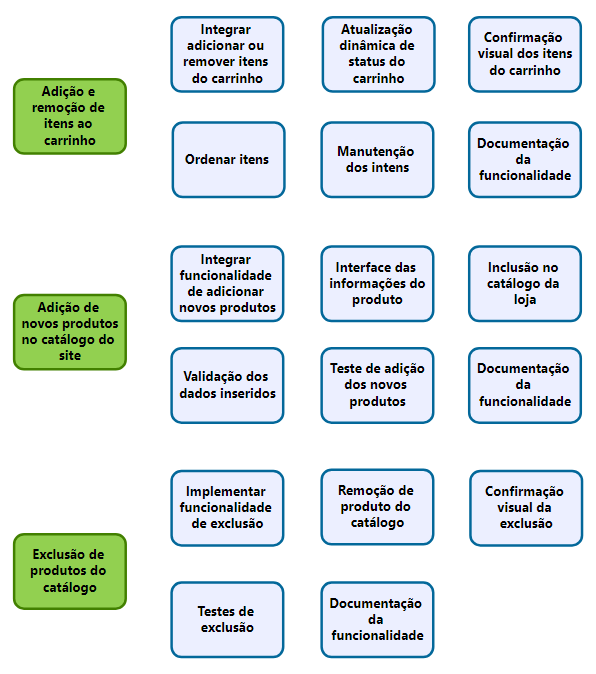 Adição e
remoção de
itens ao
carrinho
Integrar
adicionar ou
remover itens
do carrinho
Atualização
dinâmica de
status do
carrinho
Confirmação
visual dos itens
do carrinho
Ordenar itens
Manutenção
dos intens
Documentação
da
funcionalidade
Adição de
novos produtos
no catálogo do
site
Integrar
funcionalidade
de adicionar
novos produtos
Interface das
informações do
produto
Inclusão no
catálogo da
loja
Validação dos
dados inseridos
Teste de adição
dos novos
produtos
Documentação
da
funcionalidade
Exclusão de
produtos do
catálogo
Implementar
funcionalidade
de exclusão
Remoção de
produto do
catálogo
Confirmação
visual da
exclusão
Testes de
exclusão
Documentação
da
funcionalidade